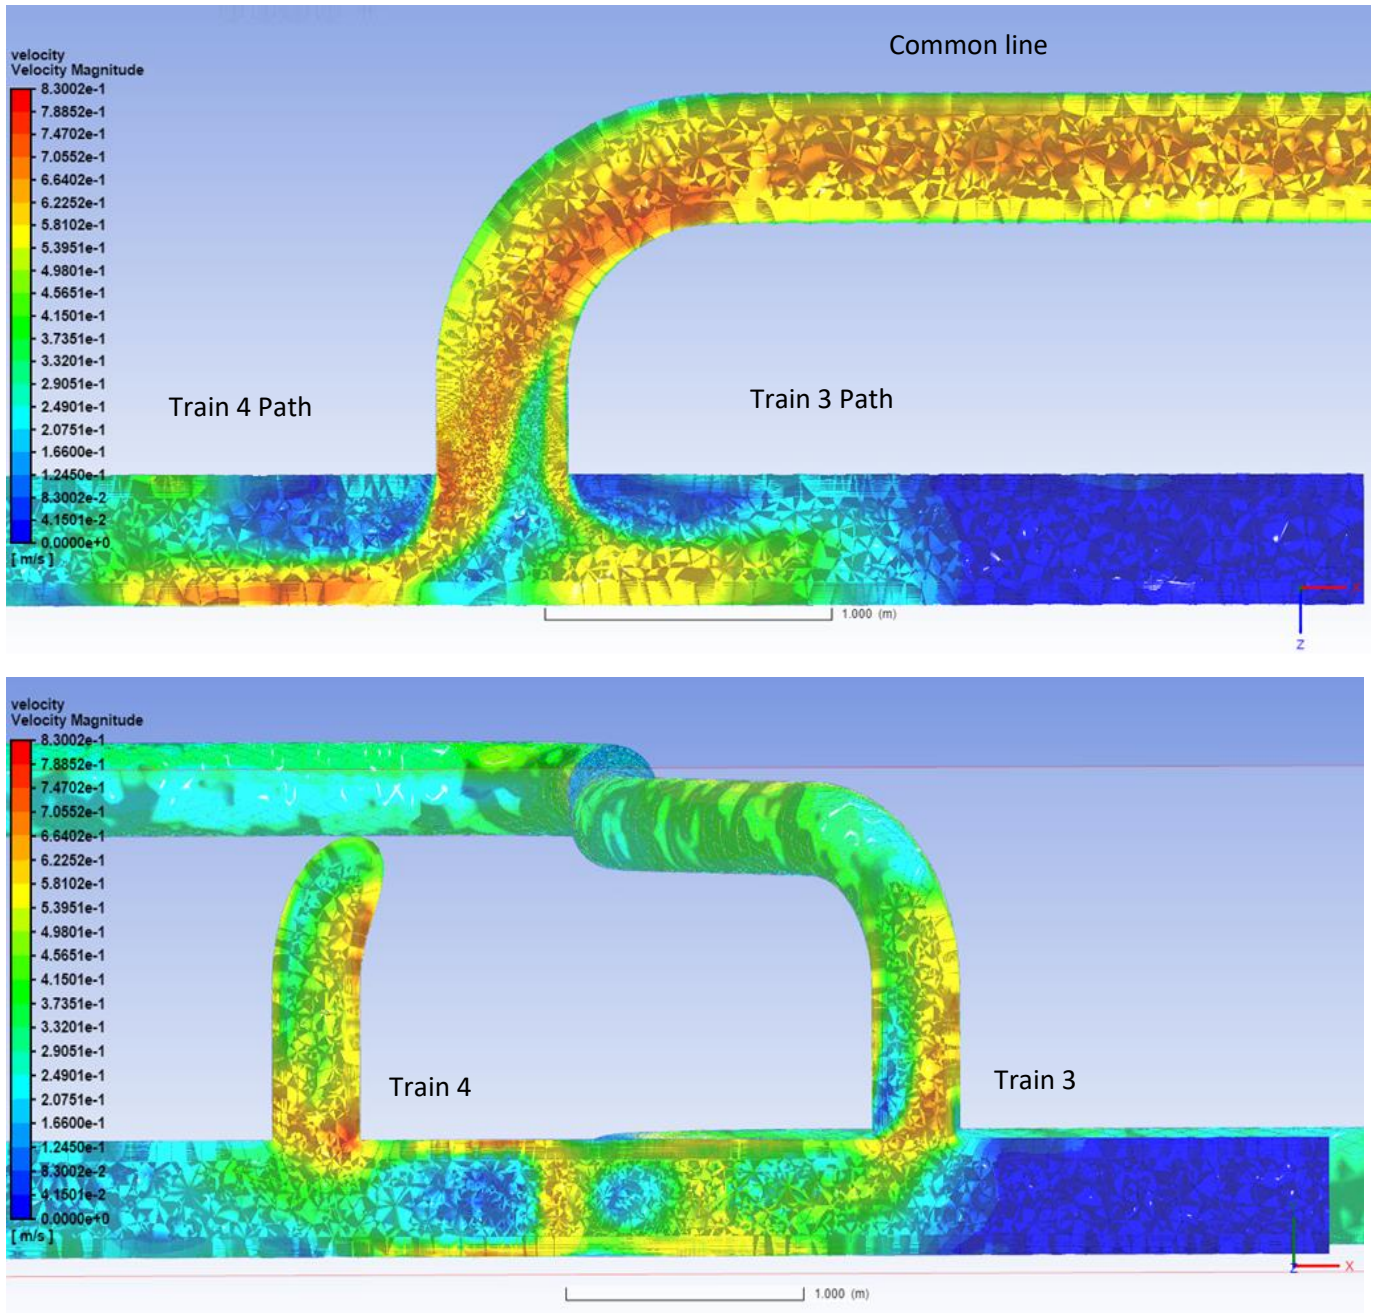 Common line
velocity
Velocity Magnitude
8.3002e-1
7.8852e-1
7.4702e-1
7.0552e-1
6.6402e-1
6.2252e-1
5.8102e-1
5.3951e-1
4.9801e-1
4.5651e-1
4.1501e-1
3.7351e-1
3.3201e-1
2.9051e-1
2.4901e-1
2.0751e-1
1.6600e-1
1.2450e-1
8.3002e-2
4.1501e-2
0.0000e+0
[ m/s ]
Train 4 Path
Train 3 Path
1.000 (m)
Z
velocity
Velocity Magnitude
8.3002e-1
7.8852e-1
7.4702e-1
7.0552e-1
6.6402e-1
6.2252e-1
5.8102e-1
5.3951e-1
4.9801e-1
4.5651e-1
4.1501e-1
3.7351e-1
3.3201e-1
2.9051e-1
2.4901e-1
2.0751e-1
1.6600e-1
1.2450e-1
8.3002e-2
4.1501e-2
0.0000e+0
[ m/s ]
Train 4
Train 3
1.000 (m)
Z
X